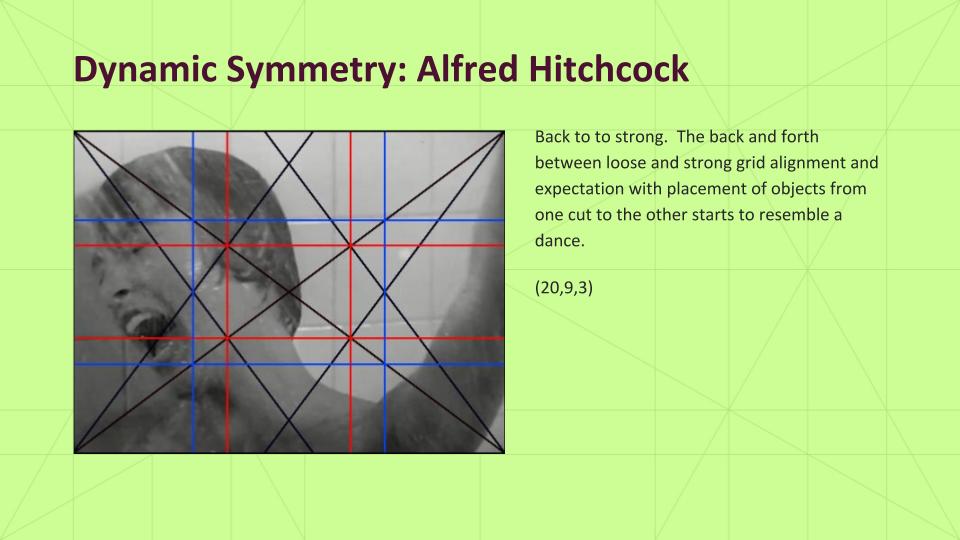 Dynamic Symmetry: Alfred Hitchcock
Back to to strong.  The back and forth
between loose and strong grid alignment and
expectation with placement of objects from
one cut to the other starts to resemble a
dance.
(20,9,3)